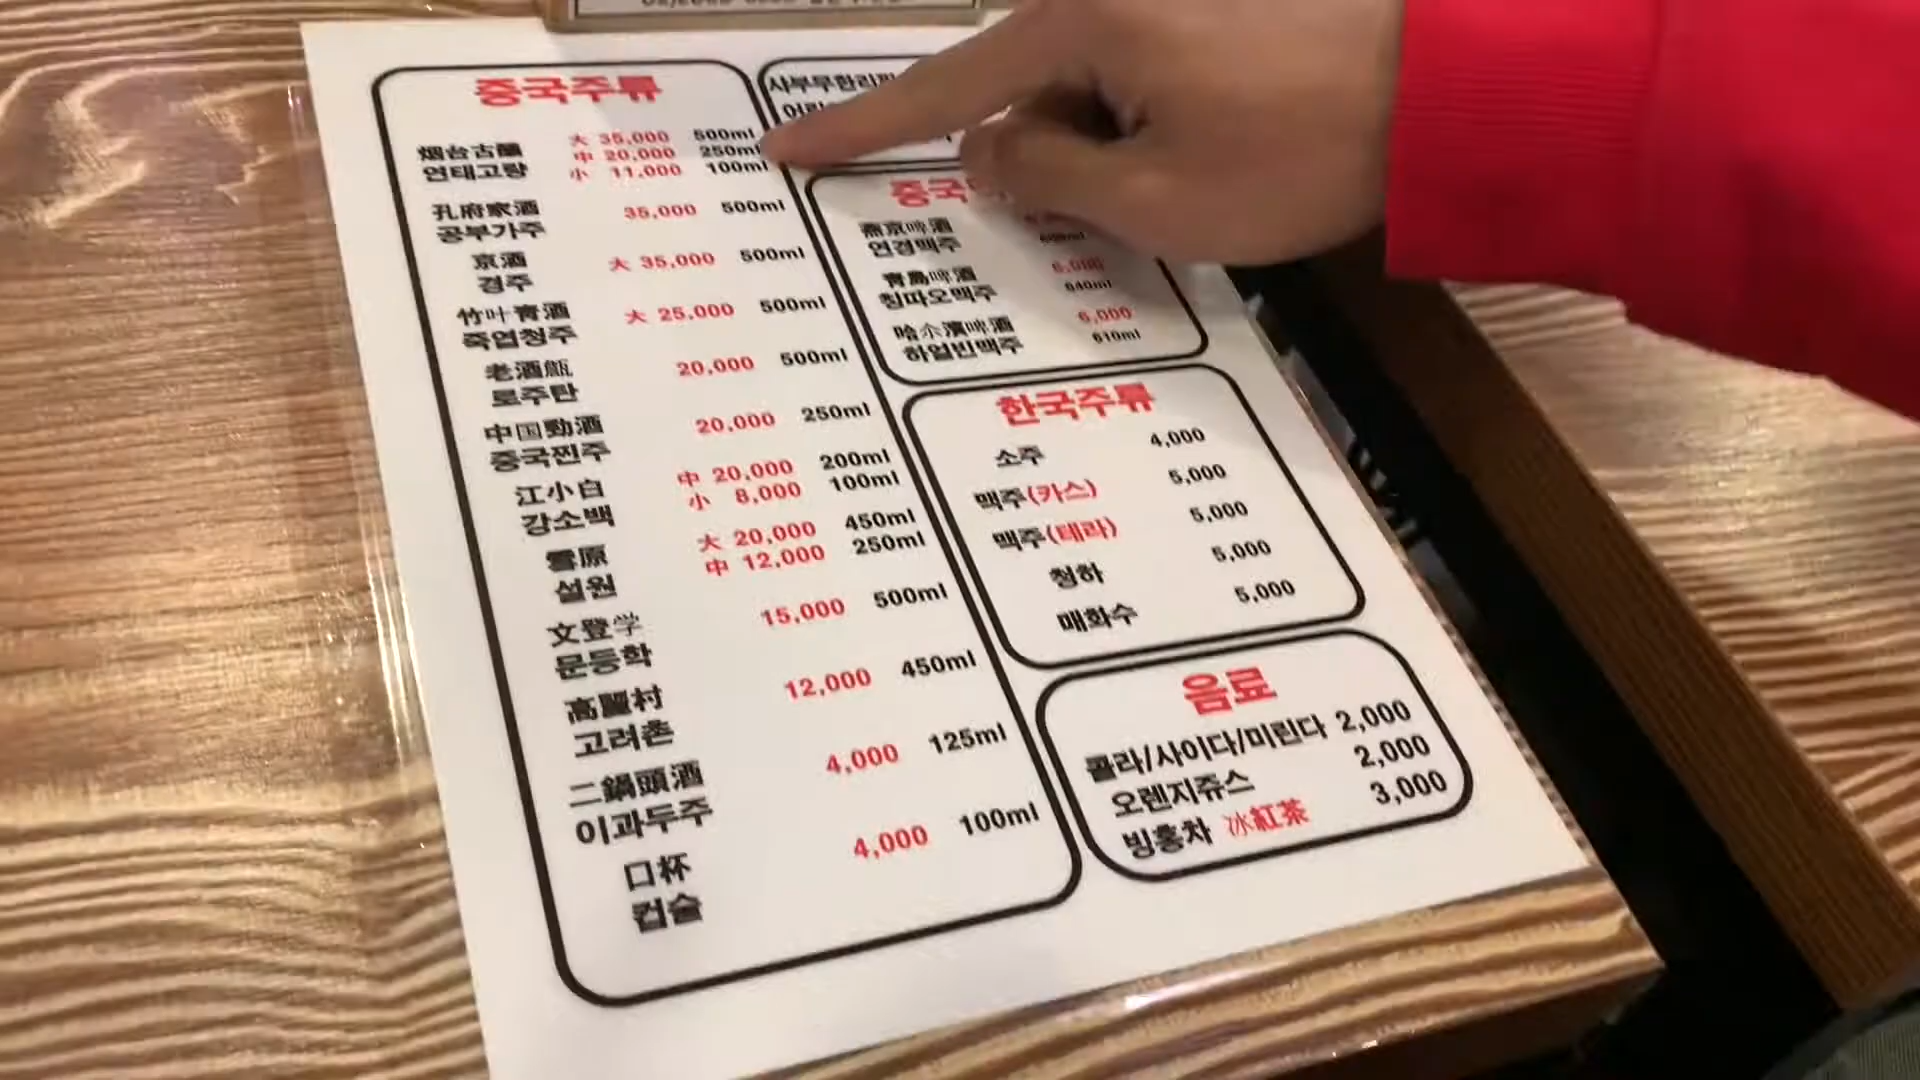 중국주류
烟台古釀 大 35,000 500ml
中 20,000 250ml
연태고량 小 11,000 100ml
孔府家酒 35,000 500ml
공부가주
京酒 大 35,000 500ml
경주
竹叶青酒 大 25,000 500ml
죽엽청주
老酒甂 20,000 500ml
로주탄
中国勁酒 20,000 250ml
중국찐주
江小白 中 20,000 200ml
강소백 小 8,000 100ml
雪原 大 20,000 450ml
설원 中 12,000 250ml
文登学 15,000 500ml
문등학
高麗村 12,000 450ml
고려촌
二鍋頭酒 4,000 125ml
이과두주
口杯 4,000 100ml
컵술
중국
燕京啤酒
연경맥주
青島啤酒 6,000
칭따오맥주 640ml
哈尔濱啤酒 6,000
하얼빈맥주 610ml
한국주류
소주 4,000
맥주(카스) 5,000
맥주(테라) 5,000
청하 5,000
매화수 5,000
음료
콜라/사이다/미린다 2,000
오렌지쥬스 2,000
빙홍차 冰紅茶 3,000